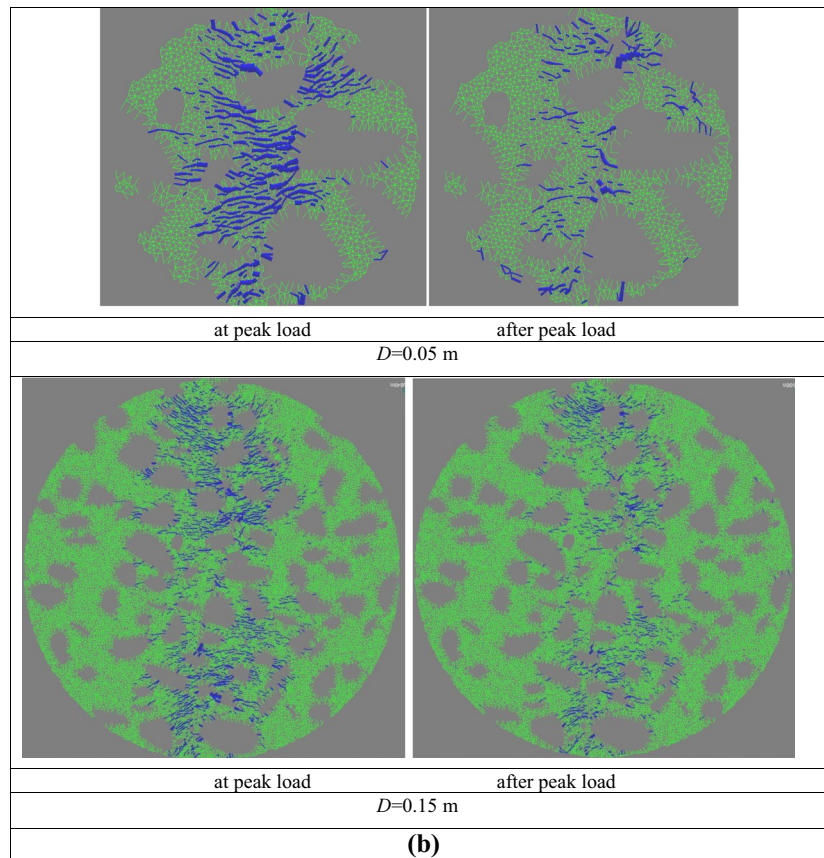 at peak load after peak load
D=0.05 m
at peak load after peak load
D=0.15 m
(b)